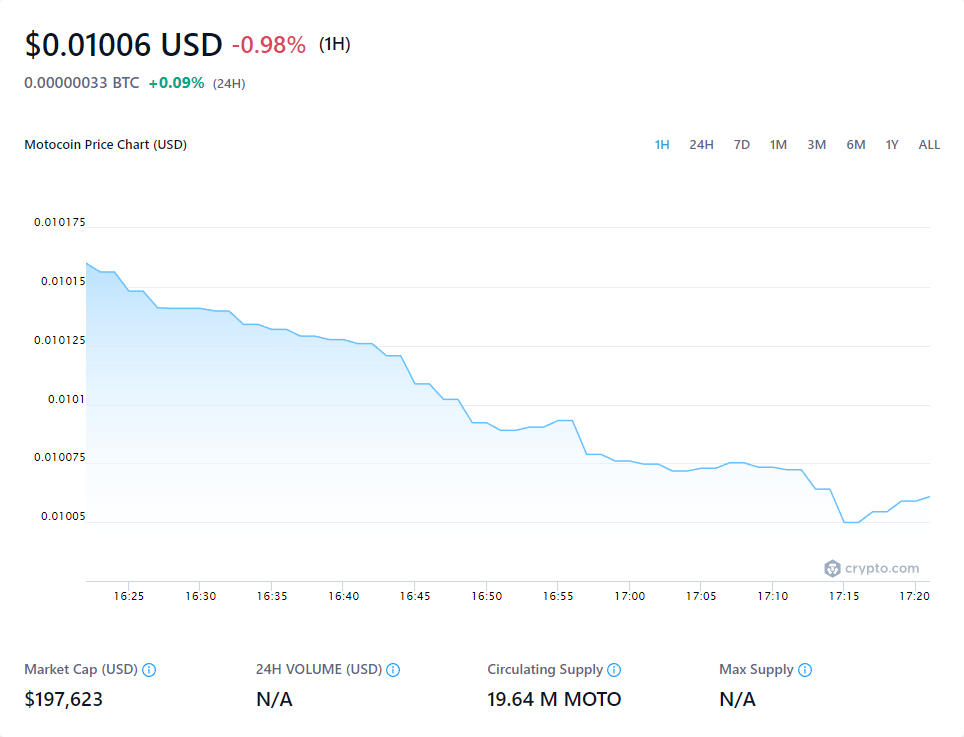 $0.01006 USD -0.98% (1H)
0.00000033 BTC +0.09% (24H)
Motocoin Price Chart (USD) 1H 24H 7D 1M 3M 6M 1Y ALL
0.010175
0.01015
0.010125
0.0101
0.010075
0.01005
crypto.com
16:25 16:30 16:35 16:40 16:45 16:50 16:55 17:00 17:05 17:10 17:15 17:20
Market Cap (USD) 24H VOLUME (USD) Circulating Supply Max Supply
$197,623 N/A 19.64 M MOTO N/A